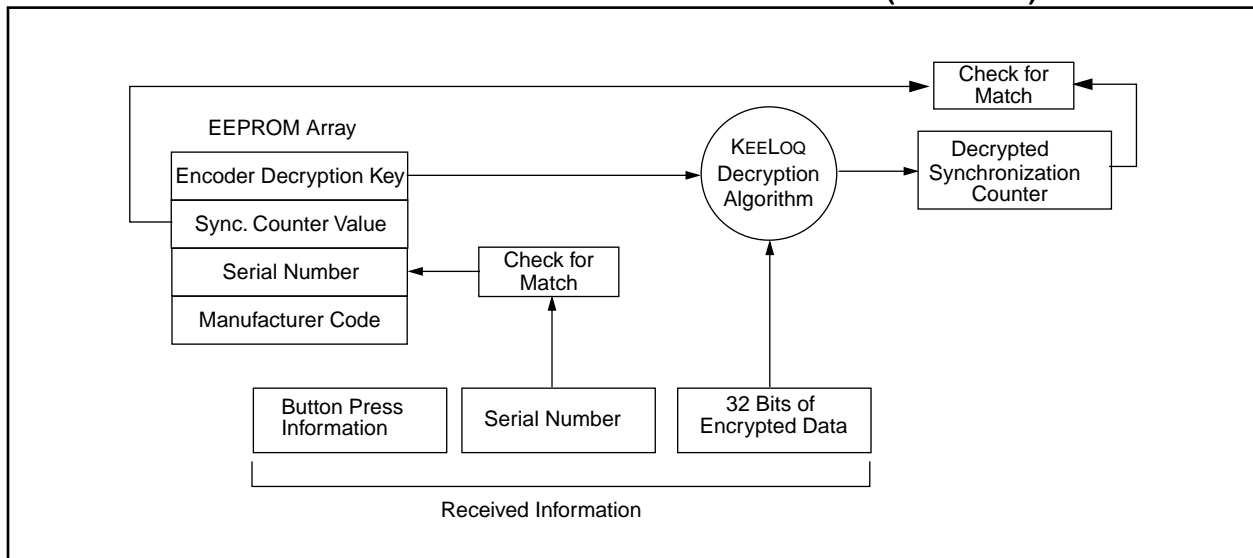 Check for
Match
EEPROM Array
KEELOQ
Decryption
Algorithm
Decrypted
Synchronization
Counter
Encoder Decryption Key
Sync. Counter Value
Serial Number
Manufacturer Code
Check for
Match
Button Press
Information
Serial Number
32 Bits of
Encrypted Data
Received Information